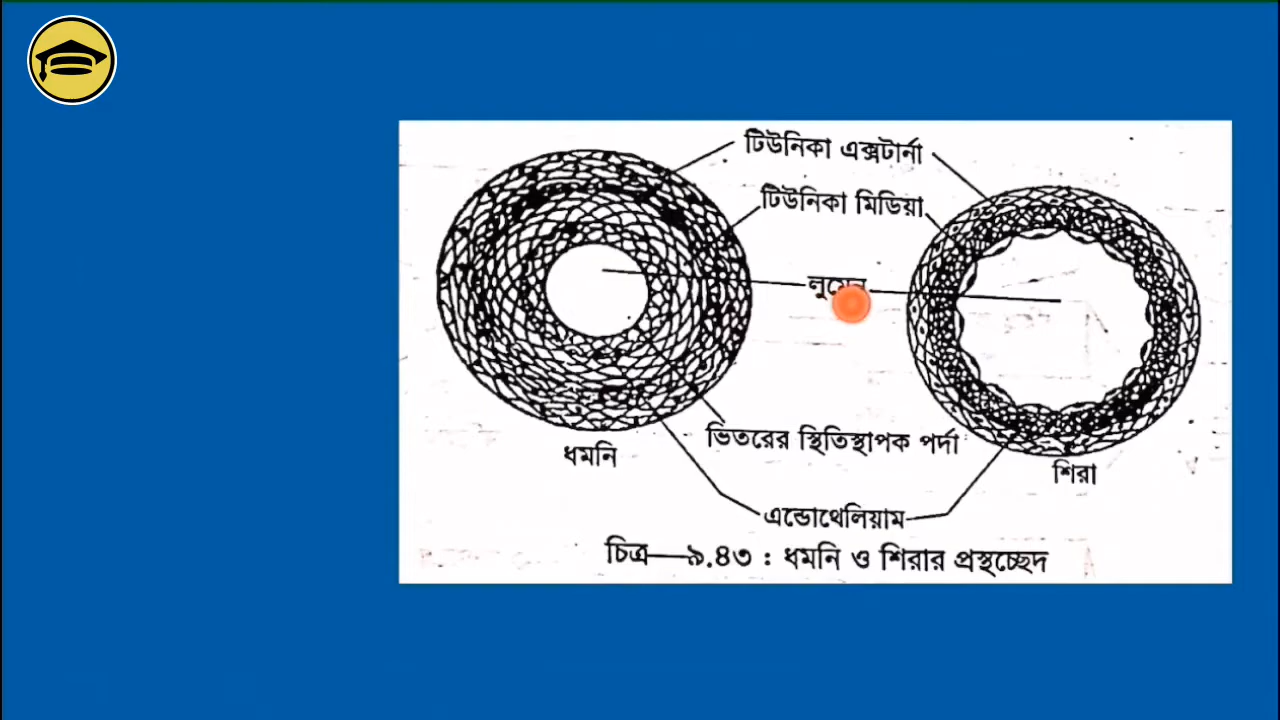 টিউনিকা এক্সটার্না
টিউনিকা মিডিয়া
লুমেন
ভিতরের স্থিতিস্থাপক পর্দা
ধমনি
শিরা
এন্ডোথেলিয়াম
চিত্র—৯.৪৩ : ধমনি ও শিরার প্রস্থচ্ছেদ